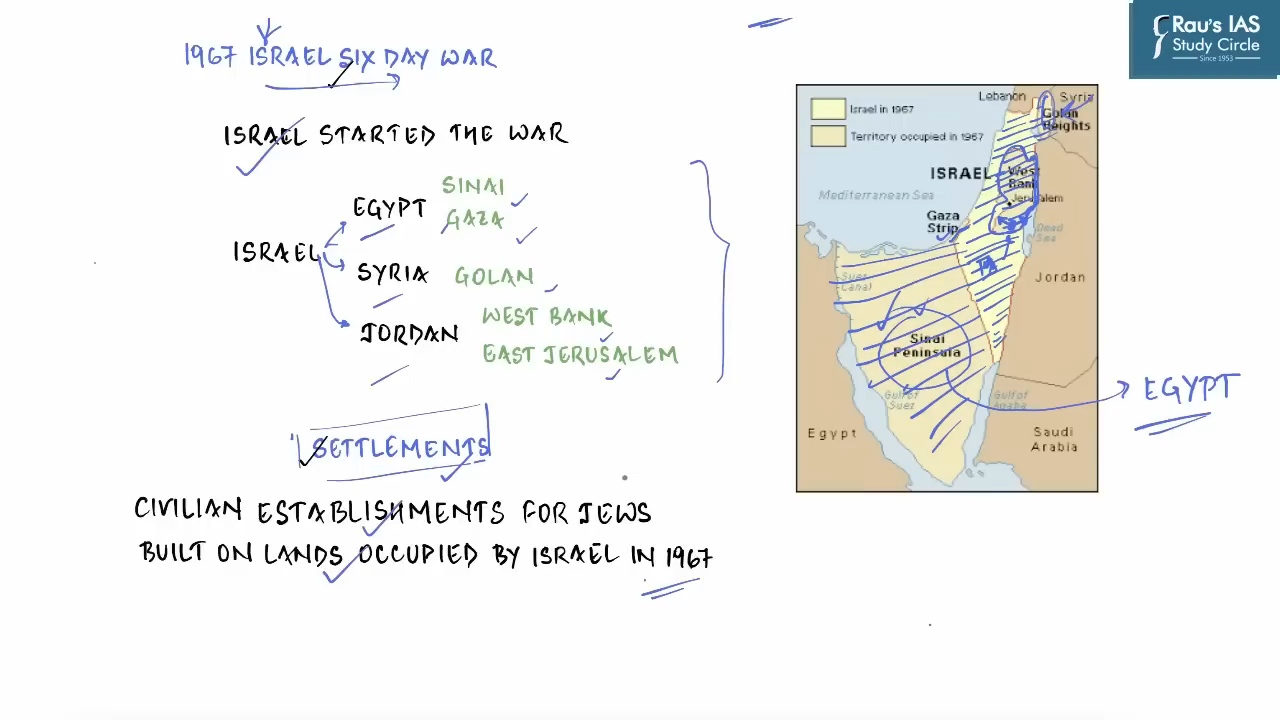 1967 ISRAEL SIX DAY WAR
Rau's IAS
Study Circle
Since 1953
ISRAEL STARTED THE WAR
ISRAEL
EGYPT
SINAI
GAZA
SYRIA
GOLAN
JORDAN
WEST BANK
EAST JERUSALEM
SETTLEMENTS
CIVILIAN ESTABLISHMENTS FOR JEWS
BUILT ON LANDS OCCUPIED BY ISRAEL IN 1967
Israel in 1967
Territory occupied in 1967
Lebanon
Syria
Golan
Heights
ISRAEL
West
Bank
Jerusalem
Mediterranean Sea
Gaza
Strip
Dead
Sea
Suez
Canal
Jordan
Sinai
Peninsula
Gulf of
Suez
Gulf of
Aqaba
Egypt
Saudi
Arabia
EGYPT